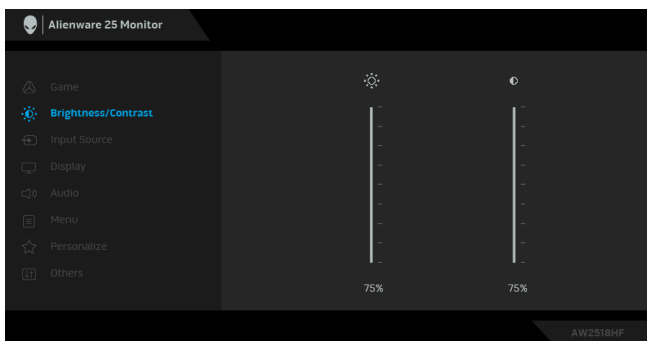 Alienware 25 Monitor
Game
Brightness/Contrast
Input Source
Display
Audio
Menu
Personalize
Others
75%
75%
AW2518HF